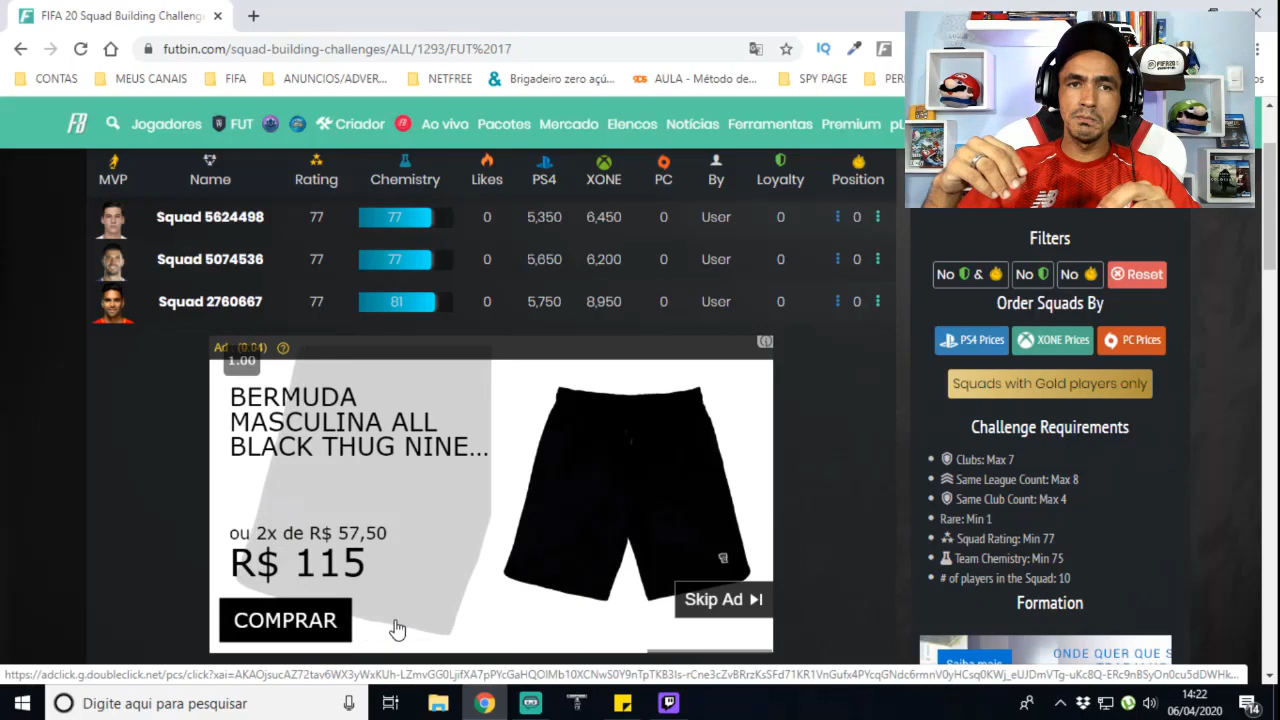 FIFA 20 Squad Building Challeng
futbin.com/squad-building-challenges/ALL/1293/FUT%2017
IQ
CONTAS
MEUS CANAIS
FIFA
ANUNCIOS/ADVER...
NETFREE
Brigadeiro zero açú...
AULA - Método de...
SPY PAGE
Jogadores
Ao vivo
Pacotes
Mercado
Elencos
Notícias
Ferramentas
Premium
MVP Name Rating Chemistry Likes PS4 XONE PC By Loyalty Position
Squad 5624498 77 77 0 5,350 6,450 0 User 0 0
Squad 5074536 77 77 0 5,650 6,200 0 User 0 0
Squad 2760667 77 81 0 5,750 8,950 0 User 0 0
1.00
BERMUDA
MASCULINA ALL
BLACK THUG NINE...
ou 2x de R$ 57,50
R$ 115
COMPRAR
Skip Ad
Filters
No & No No Reset
Order Squads By
PS4 Prices XONE Prices PC Prices
Squads with Gold players only
Challenge Requirements
Clubs: Max 7
Same League Count: Max 8
Same Club Count: Max 4
Rare: Min 1
Squad Rating: Min 77
Team Chemistry: Min 75
# of players in the Squad: 10
Formation
Saiba mais
ONDE QUER QUE S
Digite aqui para pesquisar
14:22
06/04/2020
14